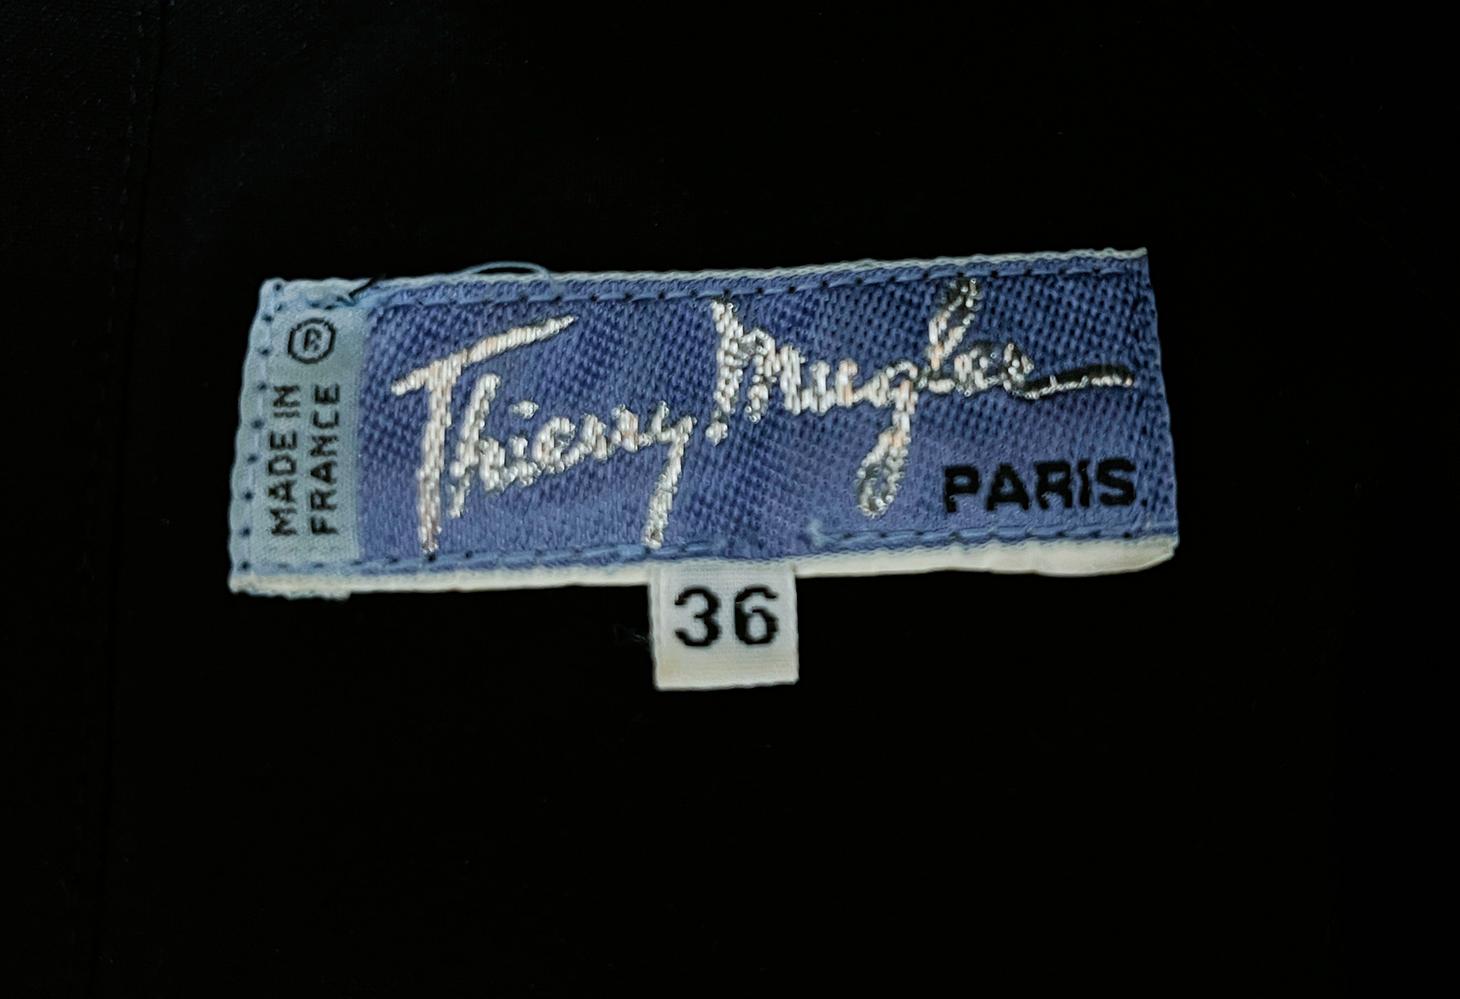 MADE IN
FRANCE ®
Thierry Mugler
PARIS
36